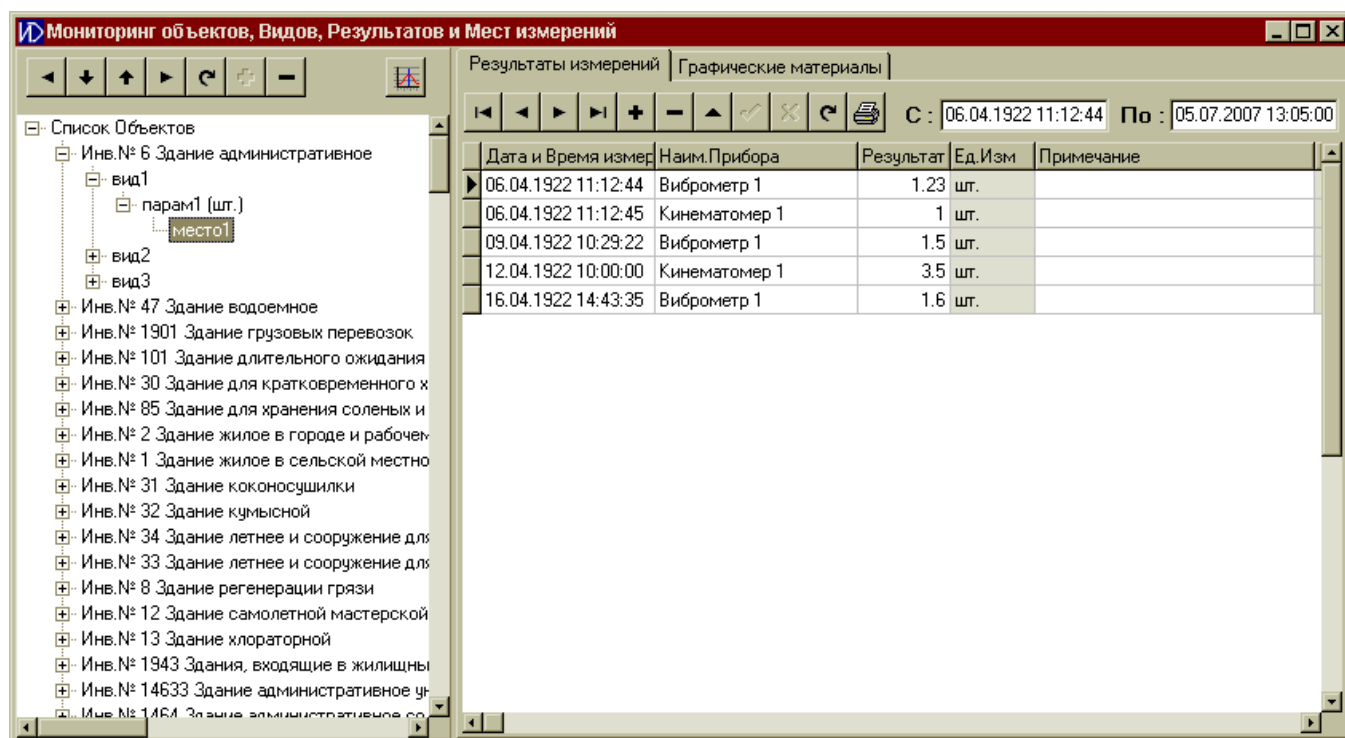 Мониторинг объектов, Видов, Результатов и Мест измерений
Результаты измерений Графические материалы
С : 06.04.1922 11:12:44 По : 05.07.2007 13:05:00
Список Объектов
Инв.№ 6 Здание административное
вид1
парам1 (шт.)
место1
вид2
вид3
Инв.№ 47 Здание водоемное
Инв.№ 1901 Здание грузовых перевозок
Инв.№ 101 Здание длительного ожидания
Инв.№ 30 Здание для кратковременного х
Инв.№ 85 Здание для хранения соленых и
Инв.№ 2 Здание жилое в городе и рабочем
Инв.№ 1 Здание жилое в сельской местно
Инв.№ 31 Здание коконосушилки
Инв.№ 32 Здание кумысной
Инв.№ 34 Здание летнее и сооружение для
Инв.№ 33 Здание летнее и сооружение для
Инв.№ 8 Здание регенерации грязи
Инв.№ 12 Здание самолетной мастерской
Инв.№ 13 Здание хлораторной
Инв.№ 1943 Здания, входящие в жилищны
Инв.№ 14633 Здание административное ун
Инв.№ 1464 Здание административное со
Дата и Время измер Наим.Прибора Результат Ед.Изм Примечание
06.04.1922 11:12:44 Виброметр 1 1.23 шт.
06.04.1922 11:12:45 Кинематомер 1 1 шт.
09.04.1922 10:29:22 Виброметр 1 1.5 шт.
12.04.1922 10:00:00 Кинематомер 1 3.5 шт.
16.04.1922 14:43:35 Виброметр 1 1.6 шт.